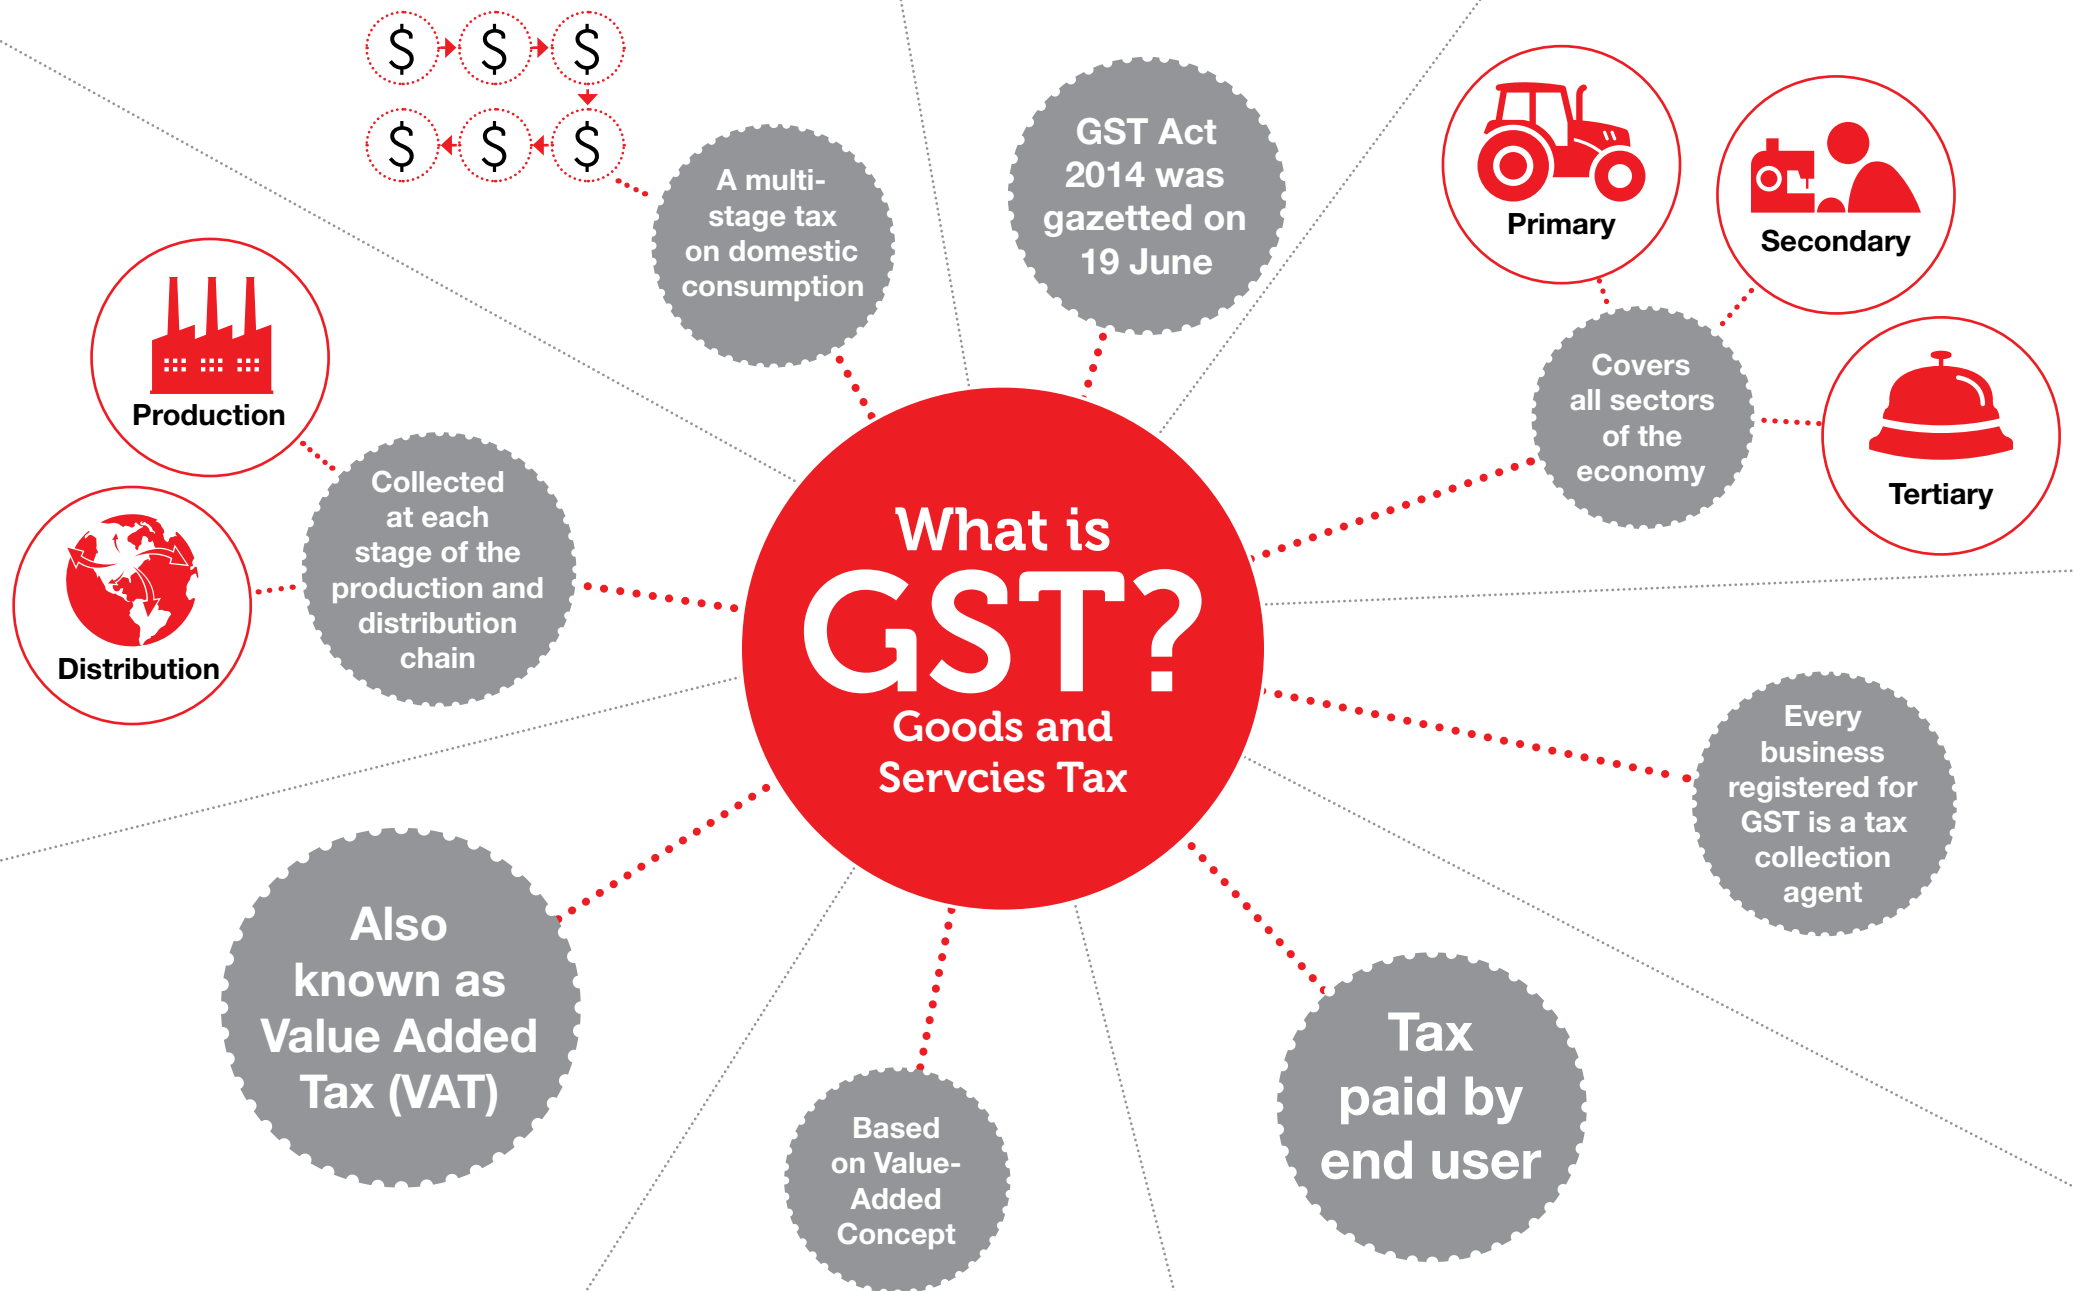 What is
GST?
Goods and
Servcies Tax
$ $ $
$ $ $
A multi-
stage tax
on domestic
consumption
GST Act
2014 was
gazetted on
19 June
Primary
Secondary
Tertiary
Covers
all sectors
of the
economy
Every
business
registered for
GST is a tax
collection
agent
Tax
paid by
end user
Based
on Value-
Added
Concept
Also
known as
Value Added
Tax (VAT)
Collected
at each
stage of the
production and
distribution
chain
Production
Distribution